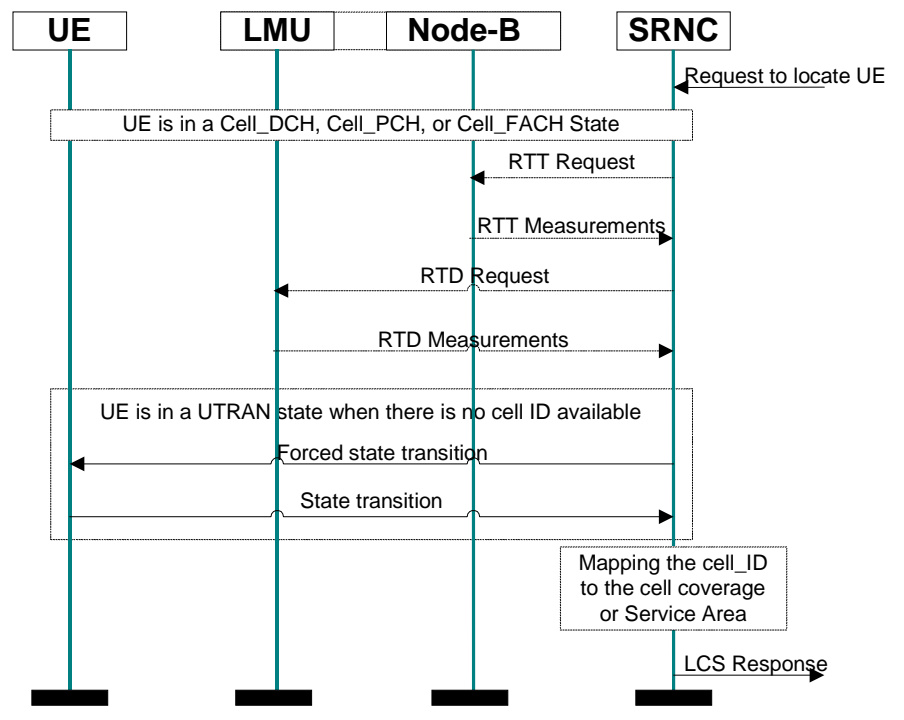 UE
LMU
Node-B
SRNC
Request to locate UE
UE is in a Cell_DCH, Cell_PCH, or Cell_FACH State
RTT Request
RTT Measurements
RTD Request
RTD Measurements
UE is in a UTRAN state when there is no cell ID available
Forced state transition
State transition
Mapping the cell_ID
to the cell coverage
or Service Area
LCS Response